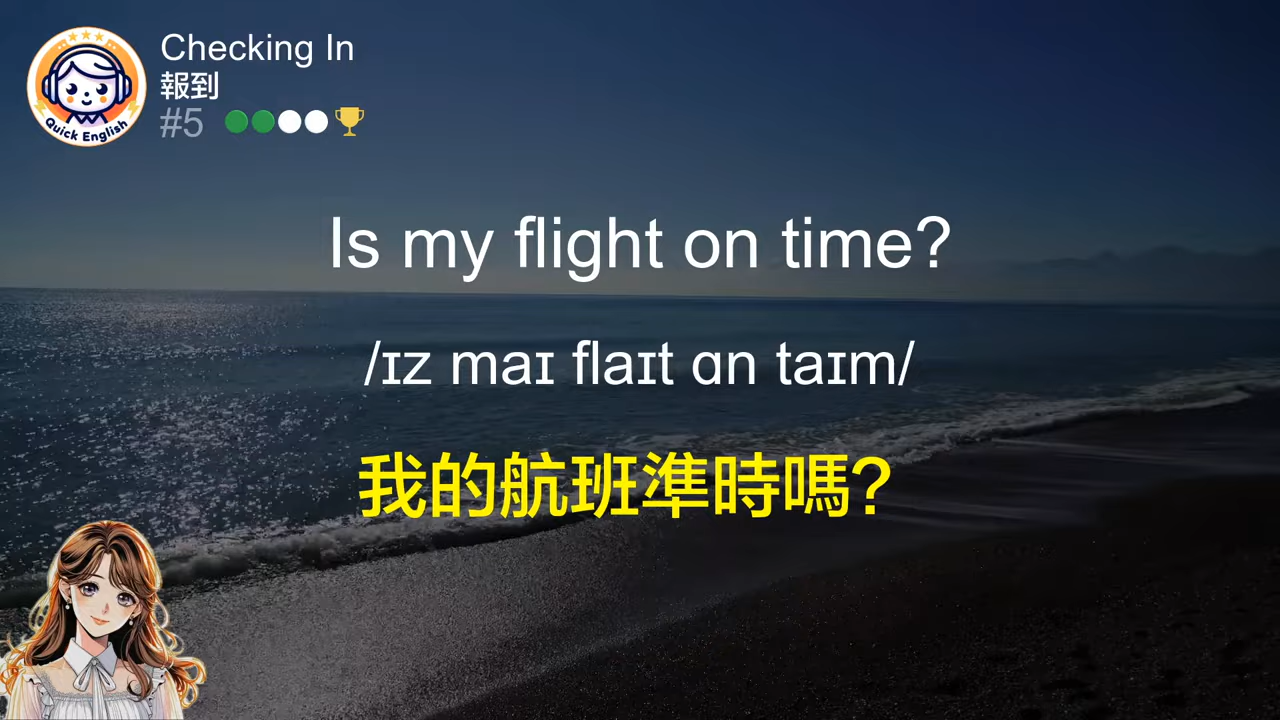 Checking In
報到
#5
Quick English
Is my flight on time?
/ɪz maɪ flaɪt ɑn taɪm/
我的航班準時嗎?